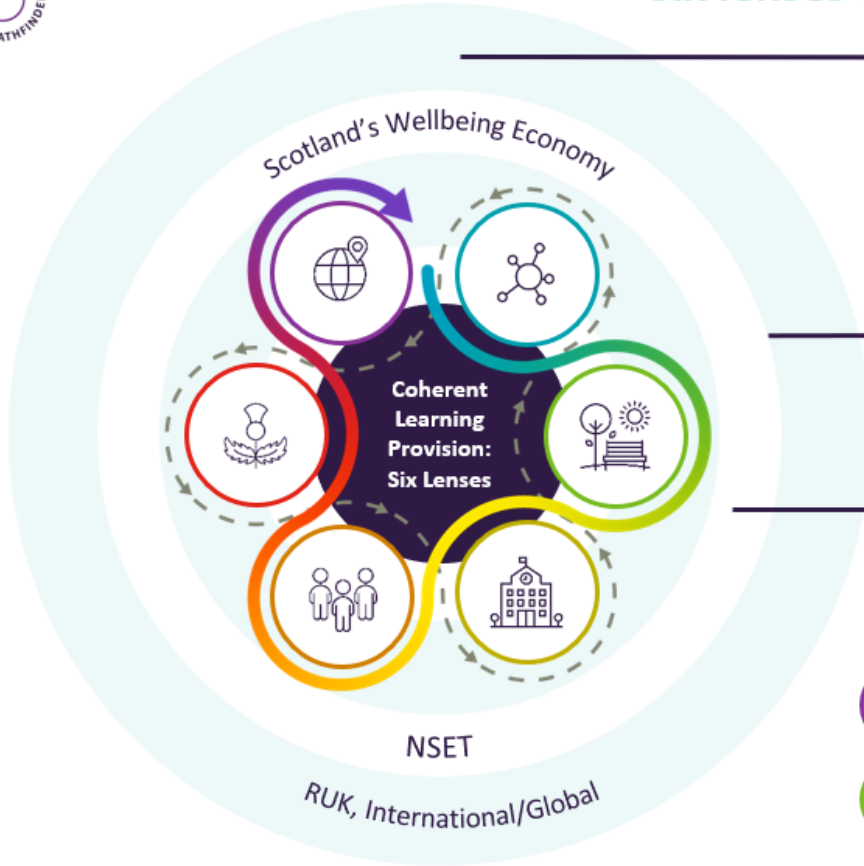 Scotland's Wellbeing Economy
Coherent
Learning
Provision:
Six Lenses
NSET
RUK, International/Global